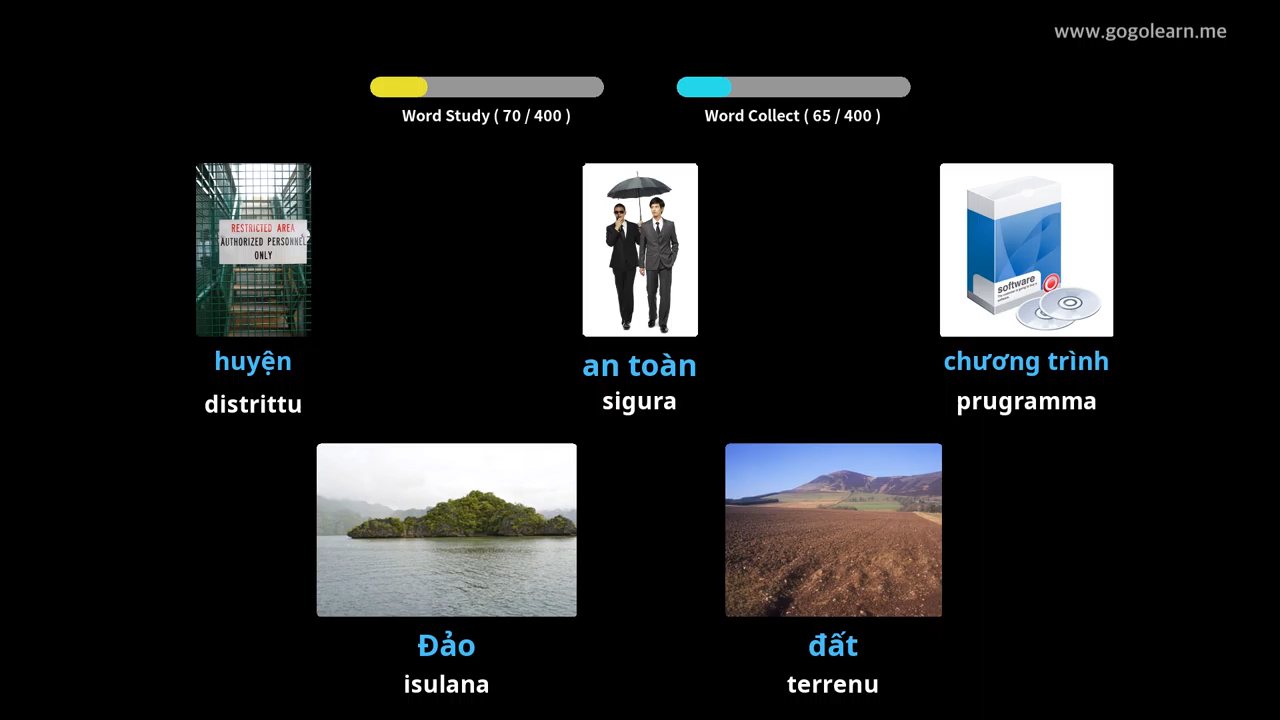 www.gogolearn.me
Word Study ( 70 / 400 )
Word Collect ( 65 / 400 )
RESTRICTED AREA
AUTHORIZED PERSONNEL
ONLY
software
huyện
an toàn
chương trình
distrittu
sigura
prugramma
Đảo
đất
isulana
terrenu